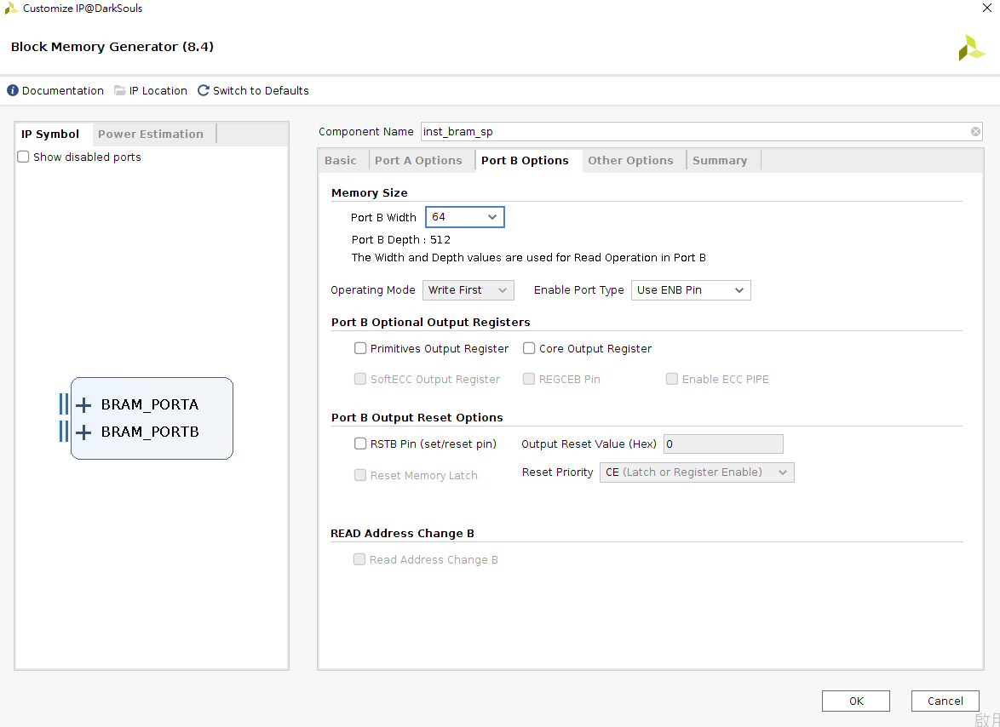 Customize IP@DarkSouls
Block Memory Generator (8.4)
Documentation IP Location Switch to Defaults
IP Symbol Power Estimation
Show disabled ports
BRAM_PORTA
BRAM_PORTB
Component Name inst_bram_sp
Basic Port A Options Port B Options Other Options Summary
Memory Size
Port B Width 64
Port B Depth : 512
The Width and Depth values are used for Read Operation in Port B
Operating Mode Write First Enable Port Type Use ENB Pin
Port B Optional Output Registers
Primitives Output Register Core Output Register
SoftECC Output Register REGCEB Pin Enable ECC PIPE
Port B Output Reset Options
RSTB Pin (set/reset pin) Output Reset Value (Hex) 0
Reset Memory Latch Reset Priority CE (Latch or Register Enable)
READ Address Change B
Read Address Change B
OK Cancel
啟用